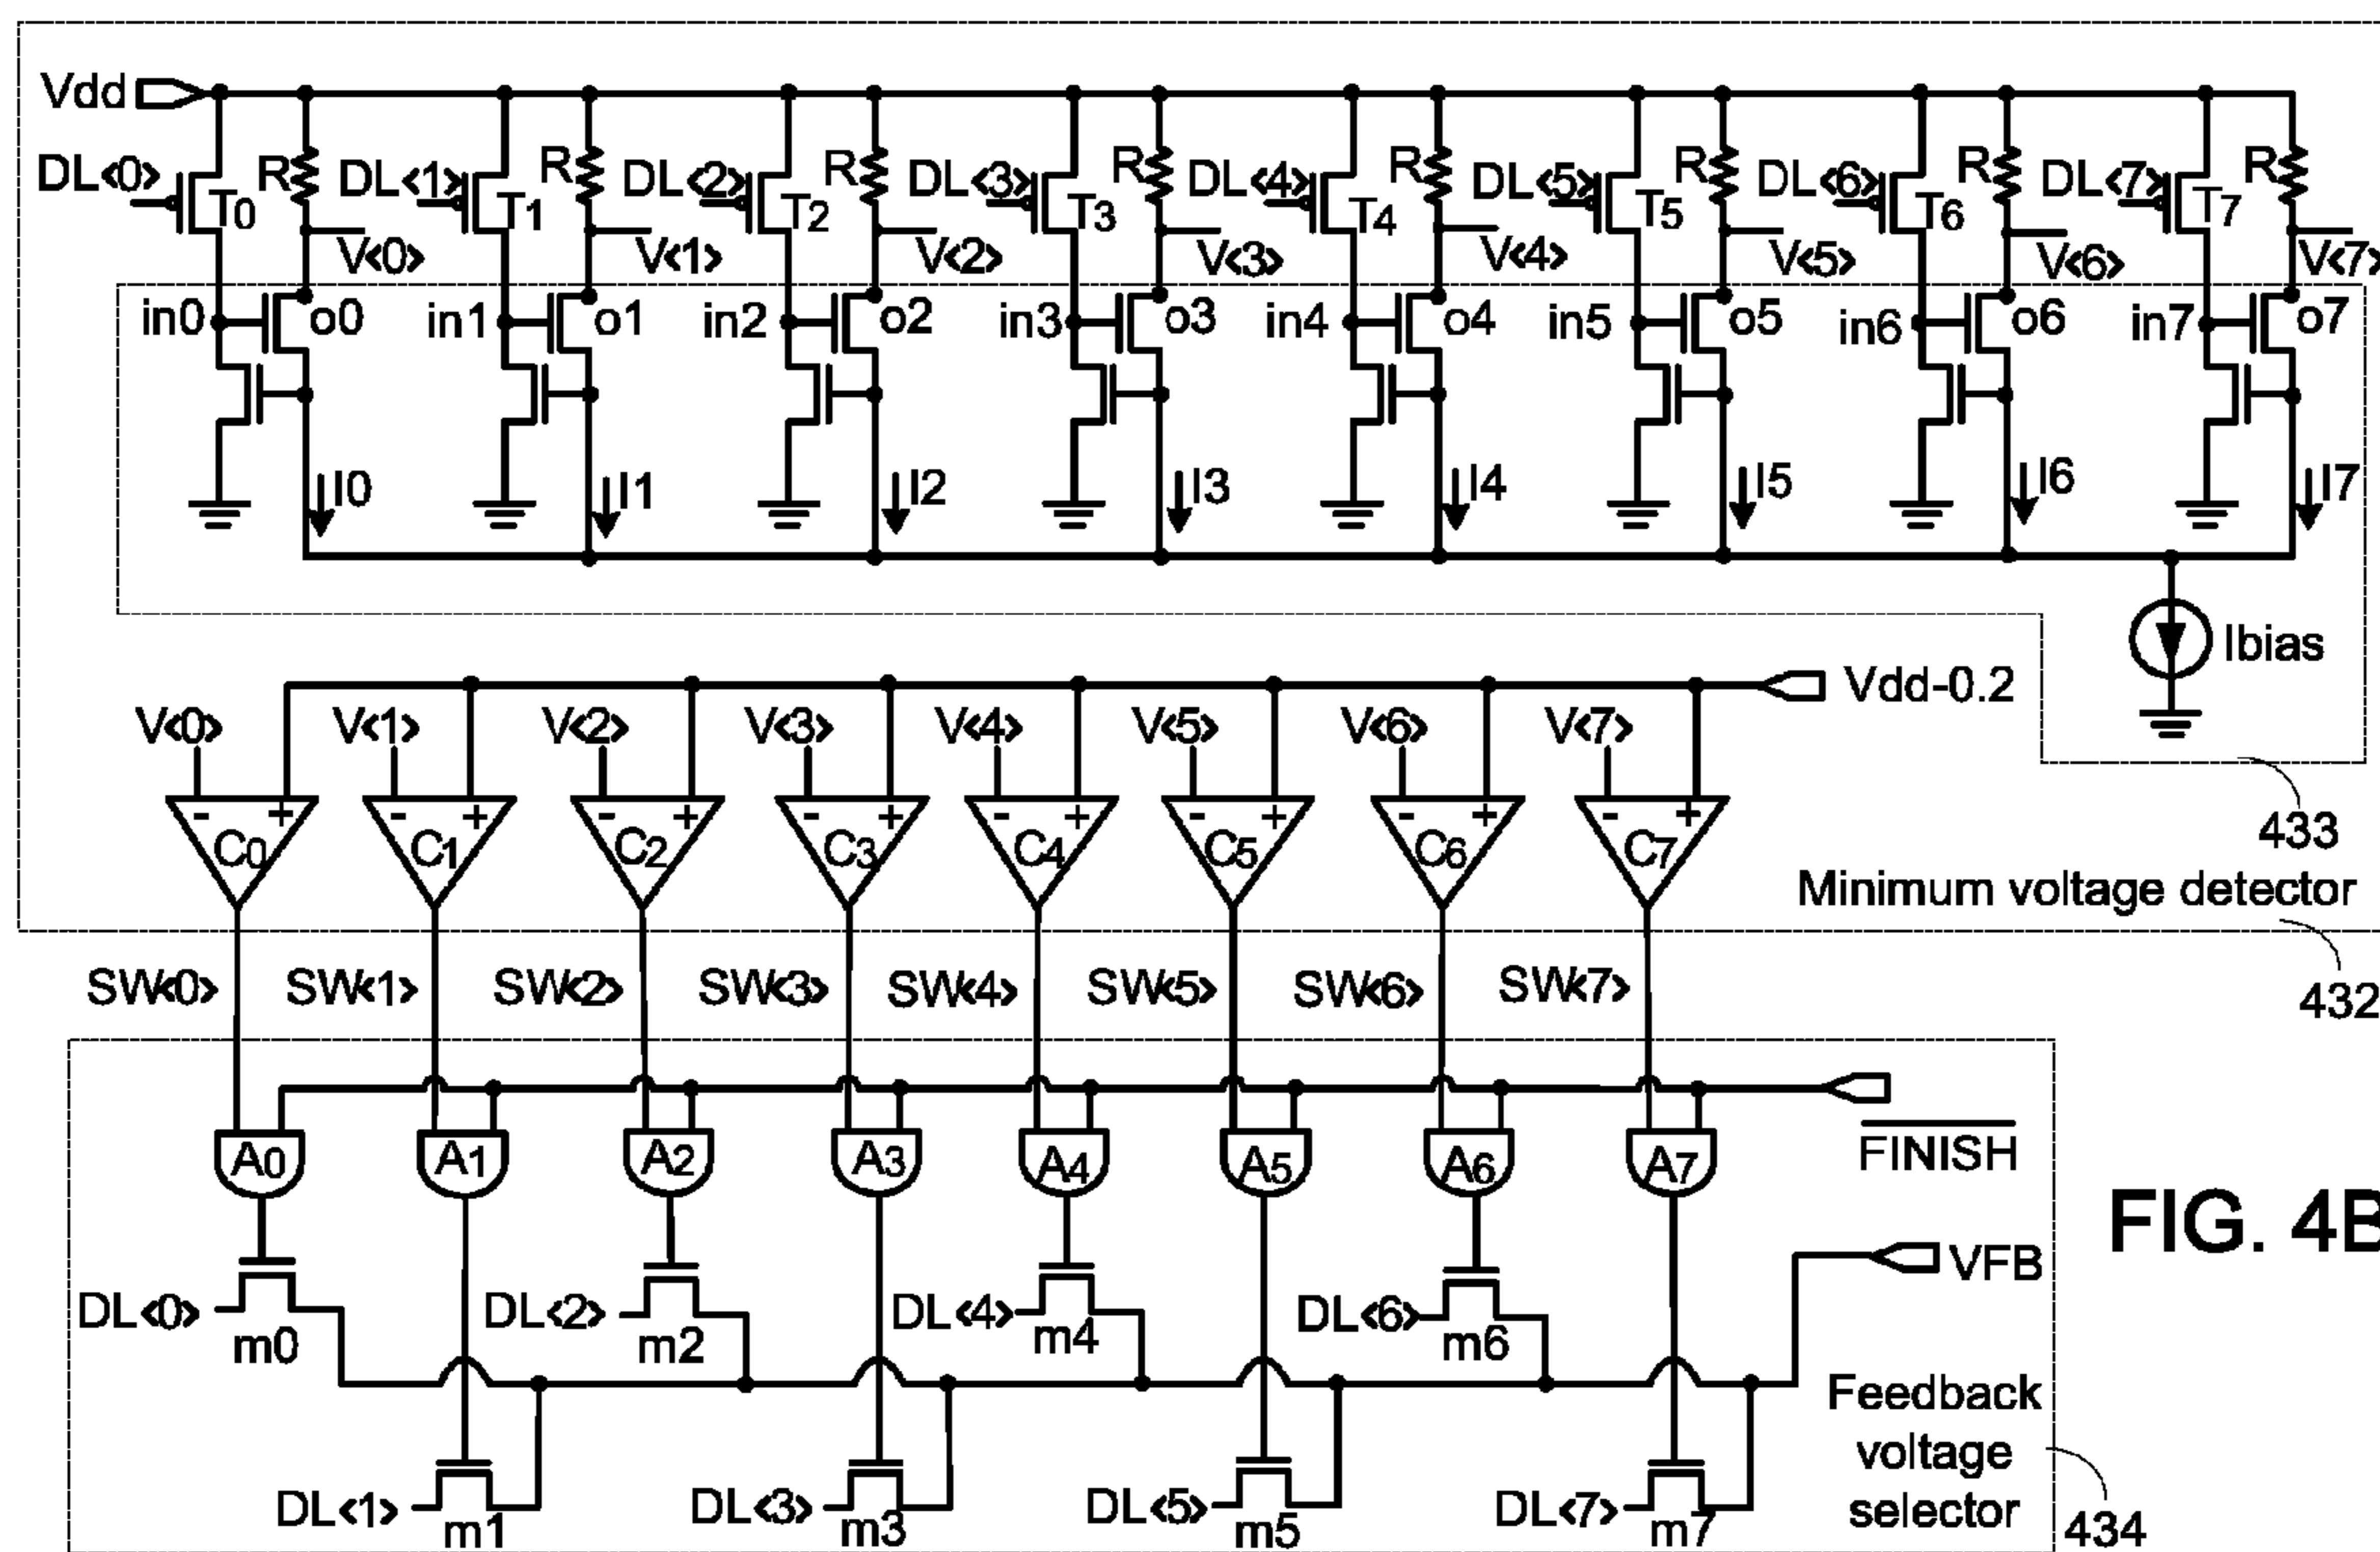 Vdd
DL<0> T0 R V<0> DL<1> T1 R V<1> DL<2> T2 R V<2> DL<3> T3 R V<3> DL<4> T4 R V<4> DL<5> T5 R V<5> DL<6> T6 R V<6> DL<7> T7 R V<7>
in0 o0 in1 o1 in2 o2 in3 o3 in4 o4 in5 o5 in6 o6 in7 o7
I0 I1 I2 I3 I4 I5 I6 I7
Ibias
Vdd-0.2
V<0> V<1> V<2> V<3> V<4> V<5> V<6> V<7>
- + - + - + - + - + - + - + - +
C0 C1 C2 C3 C4 C5 C6 C7
433
Minimum voltage detector
432
SW<0> SW<1> SW<2> SW<3> SW<4> SW<5> SW<6> SW<7>
A0 A1 A2 A3 A4 A5 A6 A7
FINISH
FIG. 4B
VFB
DL<0> m0 DL<2> m2 DL<4> m4 DL<6> m6
DL<1> m1 DL<3> m3 DL<5> m5 DL<7> m7
Feedback
voltage
selector
434